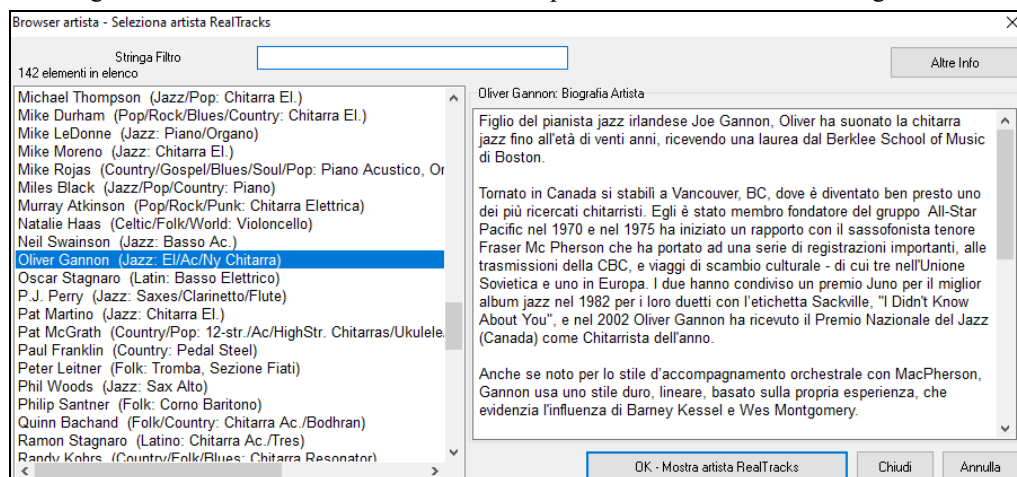 Browser artista - Seleziona artista RealTracks
Stringa Filtro
142 elementi in elenco
Altre Info
Michael Thompson (Jazz/Pop: Chitarra El.)
Mike Durham (Pop/Rock/Blues/Country: Chitarra El.)
Mike LeDonne (Jazz: Piano/Organo)
Mike Moreno (Jazz: Chitarra El.)
Mike Rojas (Country/Gospel/Blues/Soul/Pop: Piano Acustico, Or
Miles Black (Jazz/Pop/Country: Piano)
Murray Atkinson (Pop/Rock/Punk: Chitarra Elettrica)
Natalie Haas (Celtic/Folk/World: Violoncello)
Neil Swainson (Jazz: Basso Ac.)
Oliver Gannon (Jazz: El/Ac/Ny Chitarra)
Oscar Stagnaro (Latin: Basso Elettrico)
P.J. Perry (Jazz: Saxes/Clarinetto/Flute)
Pat Martino (Jazz: Chitarra El.)
Pat McGrath (Country/Pop: 12-str./Ac/HighStr. Chitarras/Ukulele.
Paul Franklin (Country: Pedal Steel)
Peter Leitner (Folk: Tromba, Sezione Fiati)
Phil Woods (Jazz: Sax Alto)
Philip Santner (Folk: Corno Baritono)
Quinn Bachand (Folk/Country: Chitarra Ac./Bodhran)
Ramon Stagnaro (Latino: Chitarra Ac./Tres)
Randy Kohrs (Country/Folk/Blues: Chitarra Resonator)
Oliver Gannon: Biografia Artista
Figlio del pianista jazz irlandese Joe Gannon, Oliver ha suonato la chitarra
jazz fino all'età di venti anni, ricevendo una laurea dal Berklee School of Music
di Boston.
Tornato in Canada si stabilì a Vancouver, BC, dove è diventato ben presto uno
dei più ricercati chitarristi. Egli è stato membro fondatore del gruppo All-Star
Pacific nel 1970 e nel 1975 ha iniziato un rapporto con il sassofonista tenore
Fraser Mc Pherson che ha portato ad una serie di registrazioni importanti, alle
trasmissioni della CBC, e viaggi di scambio culturale - di cui tre nell'Unione
Sovietica e uno in Europa. I due hanno condiviso un premio Juno per il miglior
album jazz nel 1982 per i loro duetti con l'etichetta Sackville, "I Didn't Know
About You", e nel 2002 Oliver Gannon ha ricevuto il Premio Nazionale del Jazz
(Canada) come Chitarrista dell'anno.
Anche se noto per lo stile d'accompagnamento orchestrale con MacPherson,
Gannon usa uno stile duro, lineare, basato sulla propria esperienza, che
evidenzia l'influenza di Barney Kessel e Wes Montgomery.
OK - Mostra artista RealTracks
Chiudi
Annulla